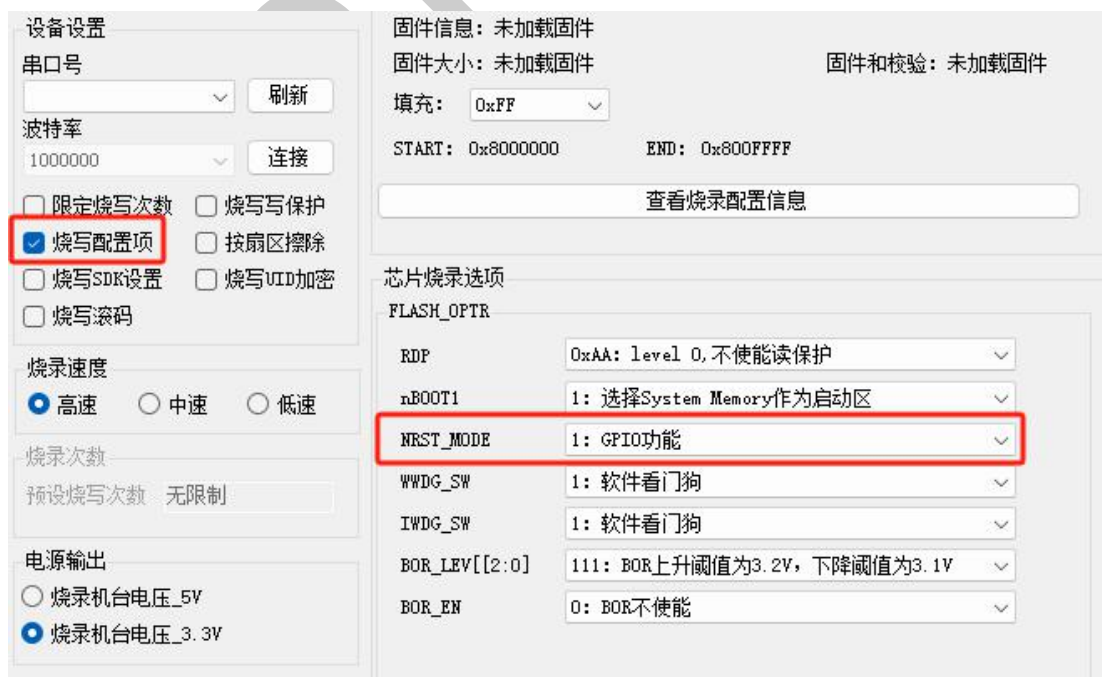 设备设置
串口号
刷新
波特率
1000000
连接
限定烧写次数
烧写写保护
烧写配置项
按扇区擦除
烧写SDK设置
烧写UID加密
烧写滚码
烧录速度
高速
中速
低速
烧录次数
预设烧写次数
无限制
电源输出
烧录机台电压_5V
烧录机台电压_3.3V
固件信息: 未加载固件
固件大小: 未加载固件
固件和校验: 未加载固件
填充:
0xFF
START: 0x8000000
END: 0x800FFFF
查看烧录配置信息
芯片烧录选项
FLASH_OPTR
RDP
0xAA: level 0,不使能读保护
nBOOT1
1: 选择System Memory作为启动区
NRST_MODE
1: GPIO功能
WWDG_SW
1: 软件看门狗
IWDG_SW
1: 软件看门狗
BOR_LEV[[2:0]
111: BOR上升阈值为3.2V，下降阈值为3.1V
BOR_EN
0: BOR不使能